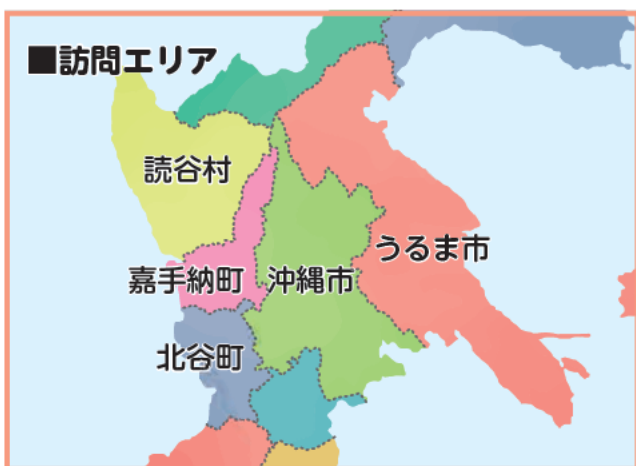 ■訪問エリア
読谷村
うるま市
嘉手納町
沖縄市
北谷町